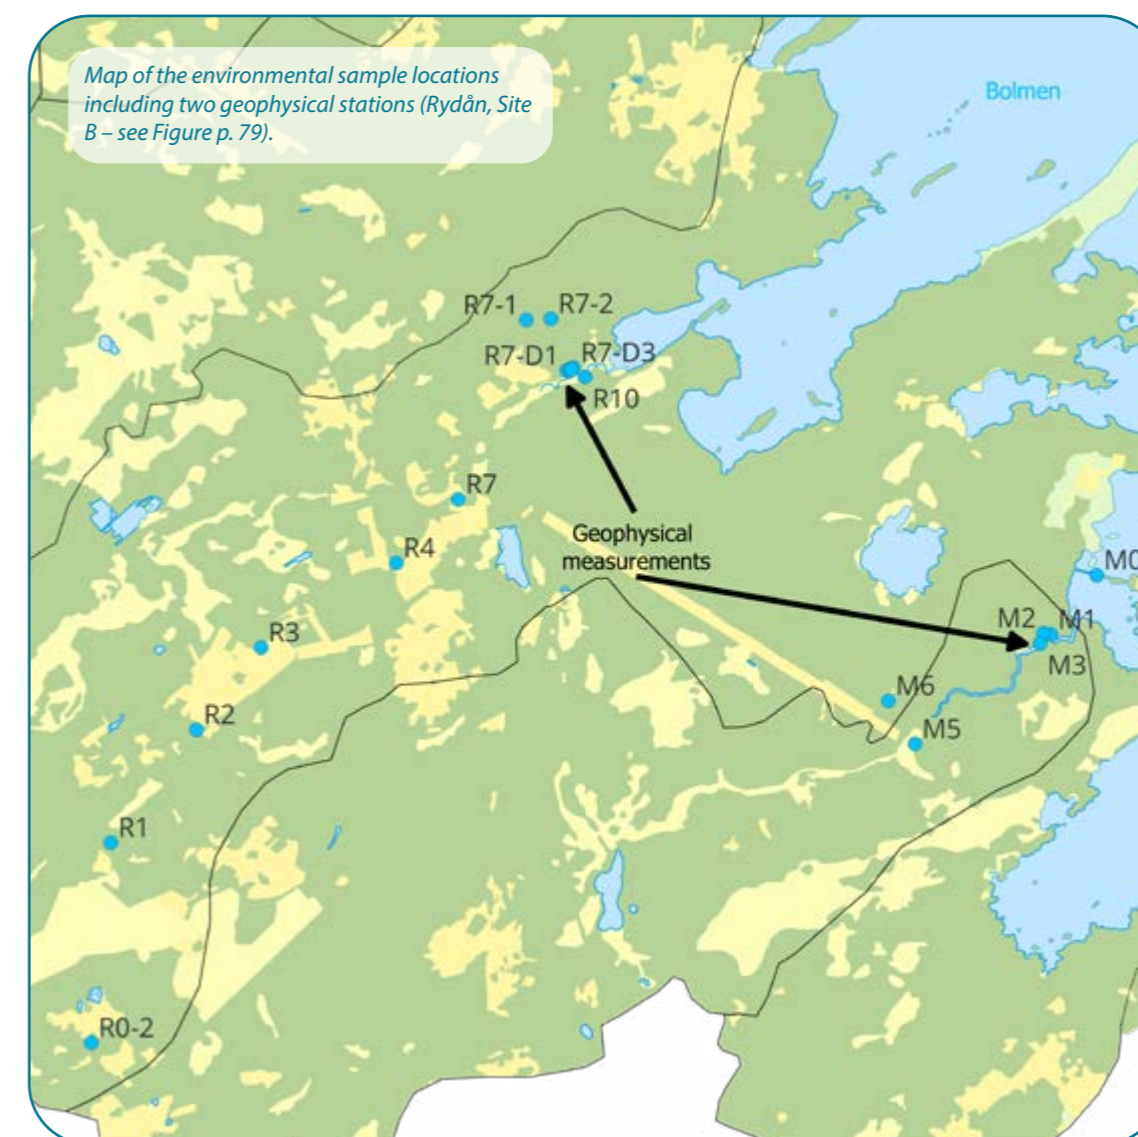 Map of the environmental sample locations
including two geophysical stations (Rydån, Site
B – see Figure p. 79).
Bolmen
R7-1
R7-2
R7-D1
R7-D3
R10
R7
Geophysical
measurements
R4
M0
M2
M1
R3
M3
M6
R2
M5
R1
R0-2